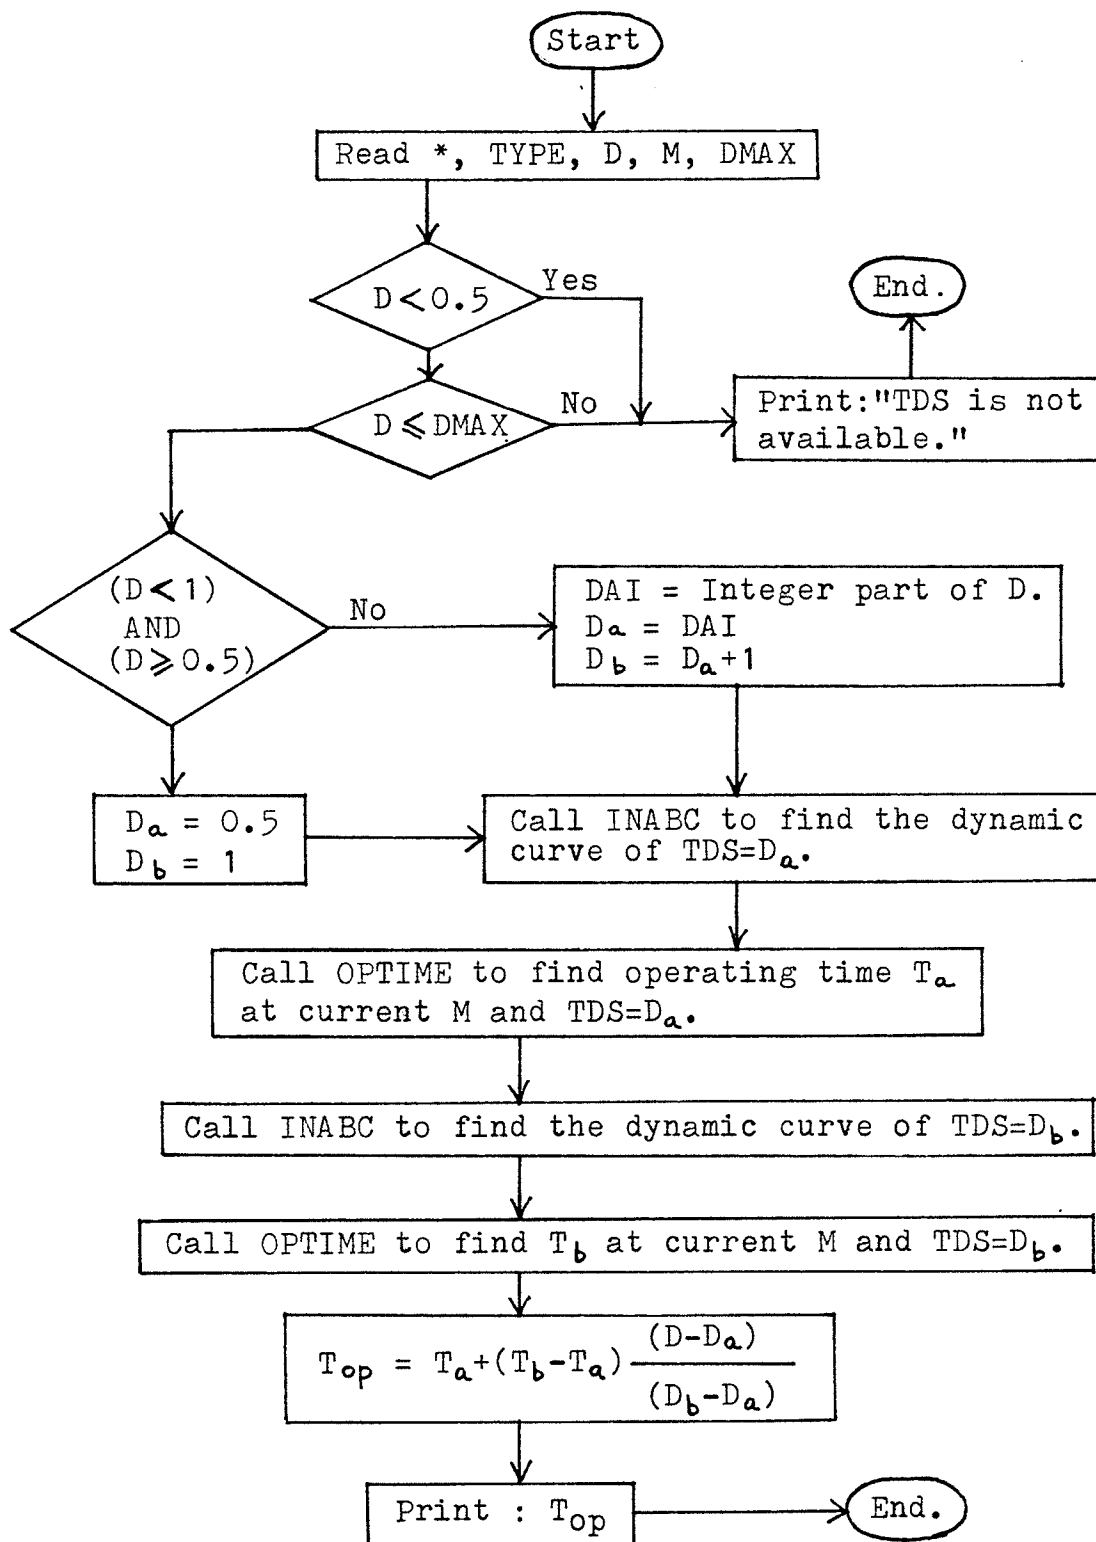 Start
Read *, TYPE, D, M, DMAX
D<0.5
Yes
D⩽DMAX
No
Print:"TDS is not
available."
End.
(D<1)
AND
(D⩾0.5)
No
DAI = Integer part of D.
Da = DAI
Db = Da+1
Da = 0.5
Db = 1
Call INABC to find the dynamic
curve of TDS=Da.
Call OPTIME to find operating time Ta
at current M and TDS=Da.
Call INABC to find the dynamic curve of TDS=Db.
Call OPTIME to find Tb at current M and TDS=Db.
Top = Ta+(Tb-Ta) (D-Da)
(Db-Da)
Print : Top
End.